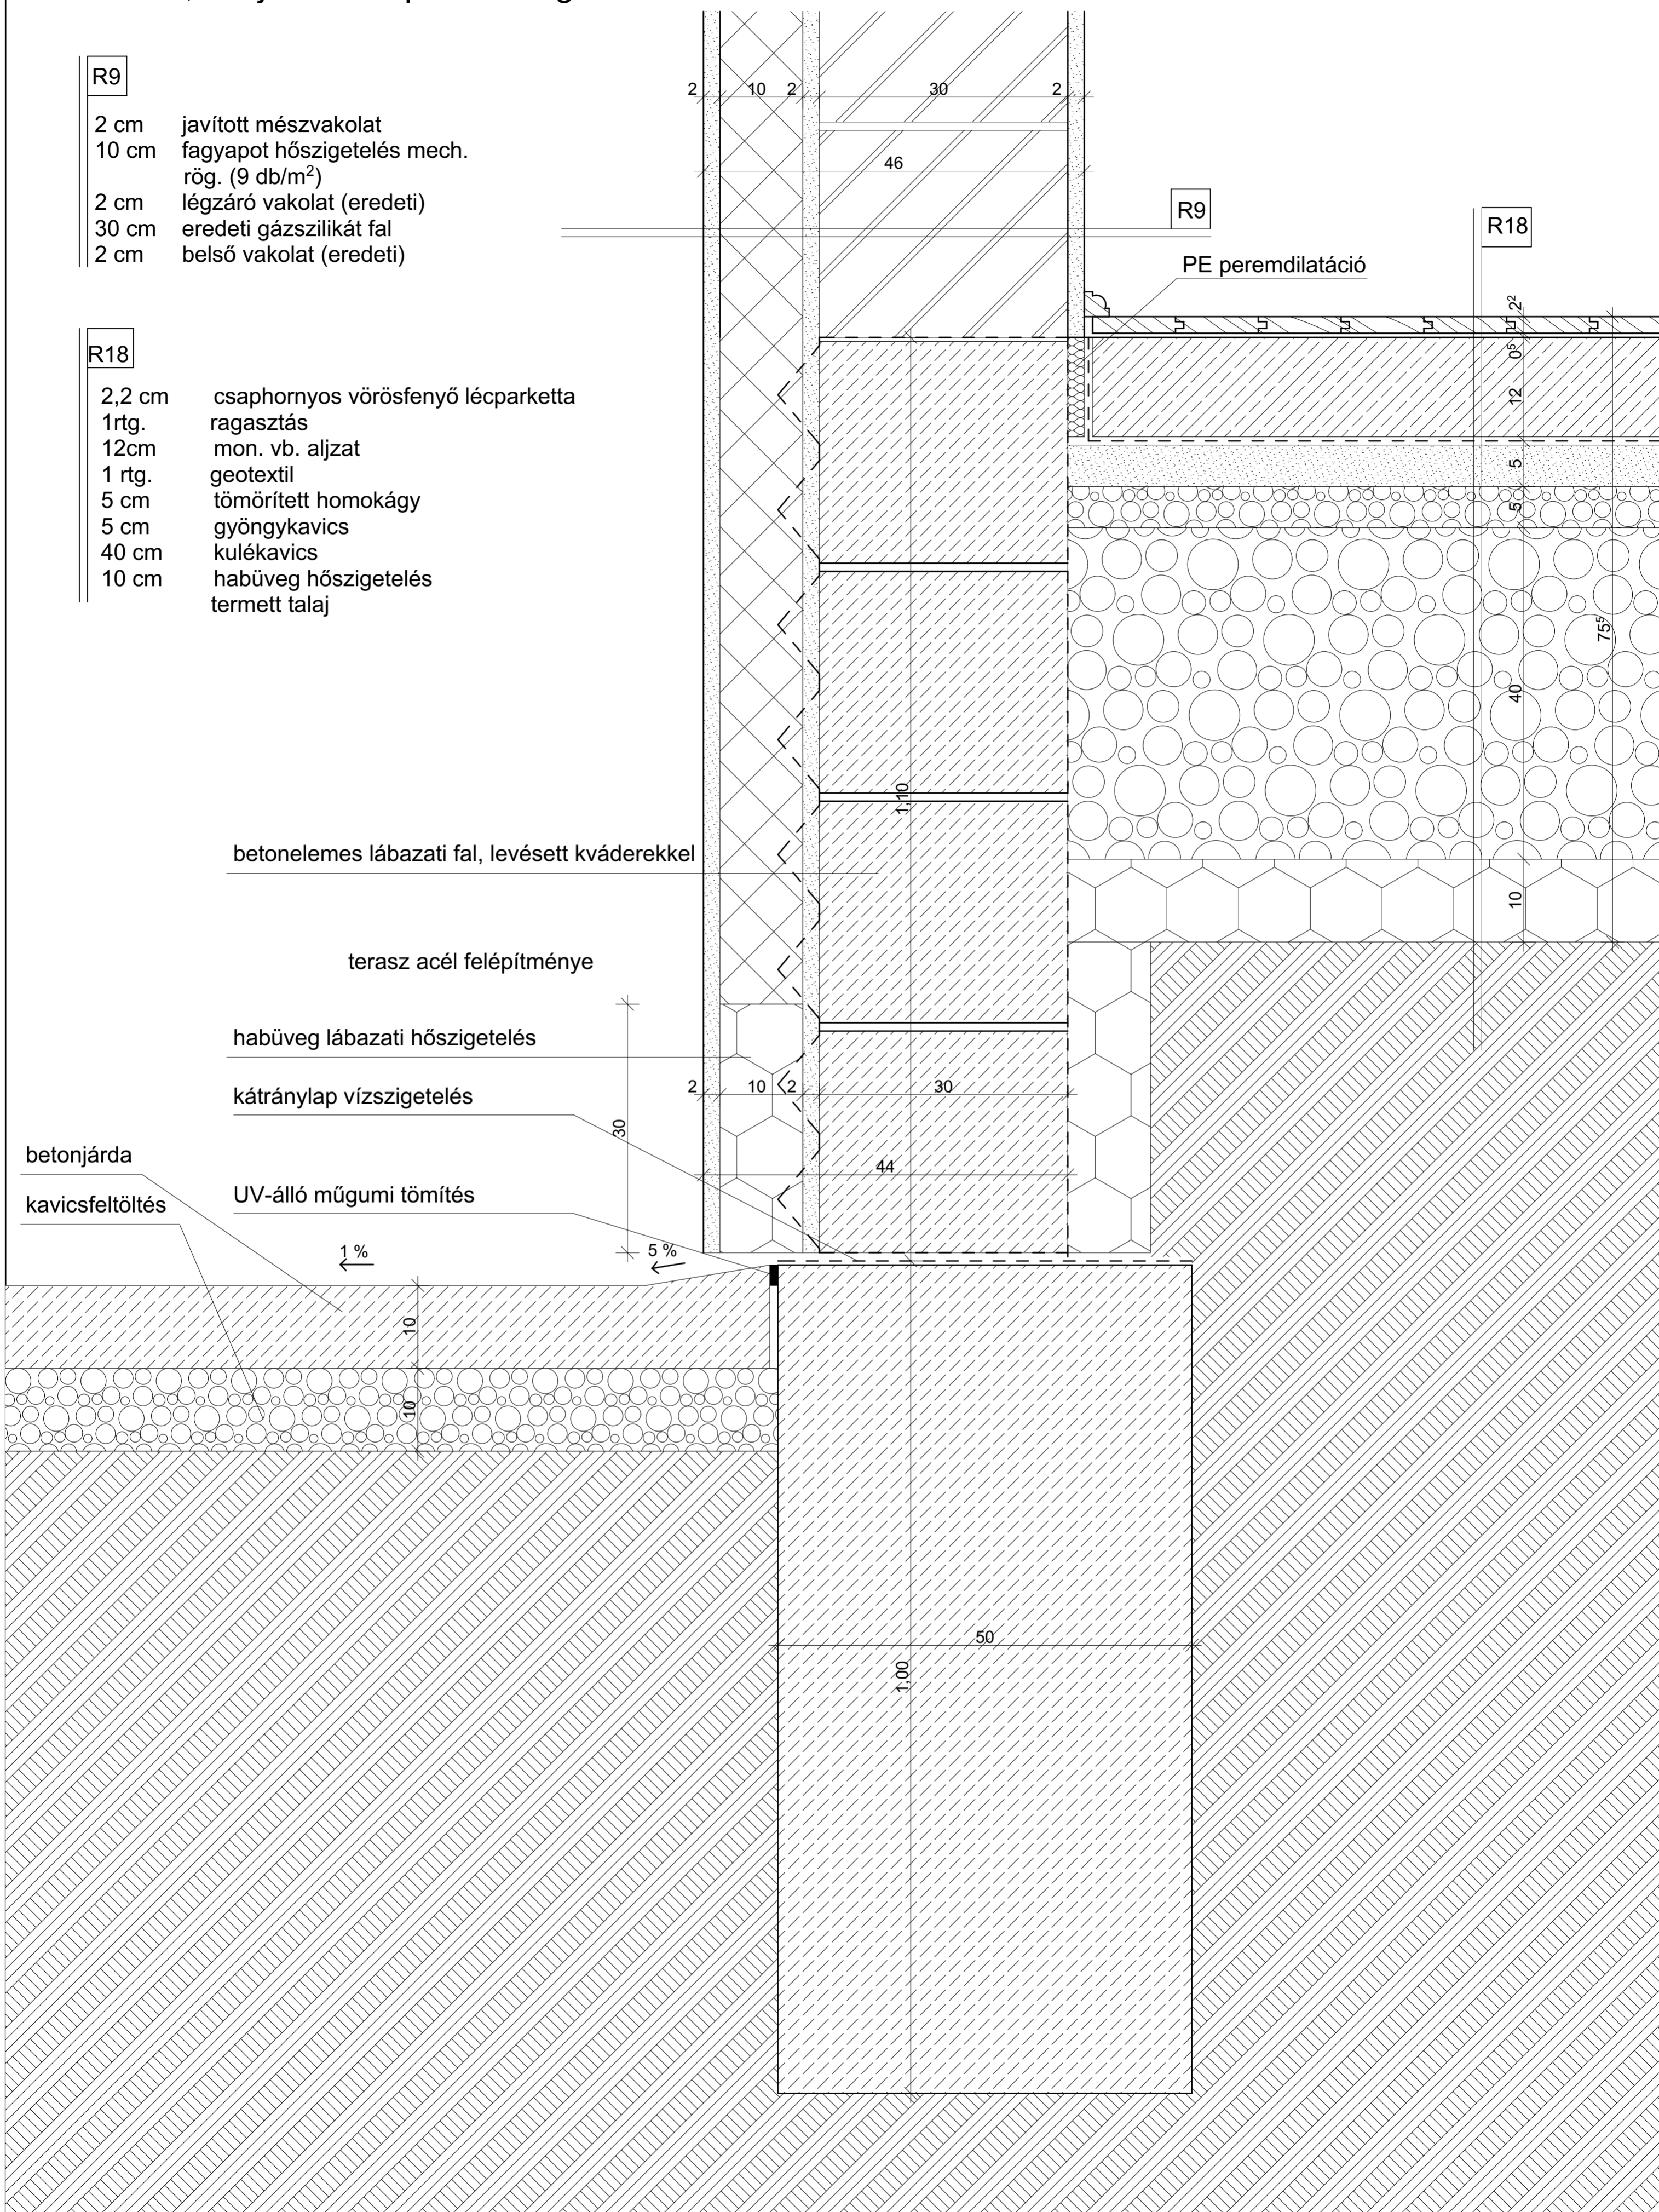 R9
2 cm javított mészvakolat
10 cm fagyapot hőszigetelés mech.
rög. (9 db/m²)
2 cm légzáró vakolat (eredeti)
30 cm eredeti gázszilikát fal
2 cm belső vakolat (eredeti)
R18
2,2 cm csaphornyos vörösfenyő lécparketta
1rtg. ragasztás
12cm mon. vb. aljzat
1 rtg. geotextil
5 cm tömörített homokágy
5 cm gyöngykavics
40 cm kulékavics
10 cm habüveg hőszigetelés
termett talaj
2 10 2 30 2
46
R9
R18
PE peremdilatáció
2²
0⁵
12
5
5
40
10
75⁵
1,10
betonelemes lábazati fal, levésett kváderekkel
terasz acél felépítménye
habüveg lábazati hőszigetelés
kátránylap vízszigetelés
2 10 2 30
30
44
betonjárda
UV-álló műgumi tömítés
kavicsfeltöltés
1 %
5 %
10
10
50
1,00